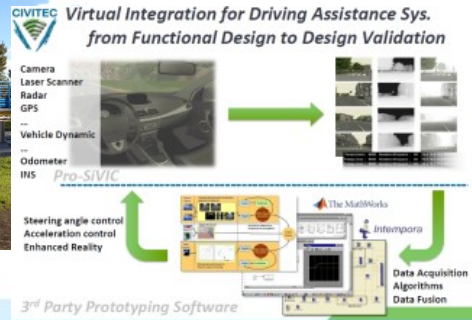 CIVITEC
Virtual Integration for Driving Assistance Sys.
from Functional Design to Design Validation
Camera
Laser Scanner
Radar
GPS
...
Vehicle Dynamic
...
Odometer
INS
Pro-SiVIC
Steering angle control
Acceleration control
Enhanced Reality
The MathWorks
Intempora
Data Acquisition
Algorithms
Data Fusion
3rd Party Prototyping Software